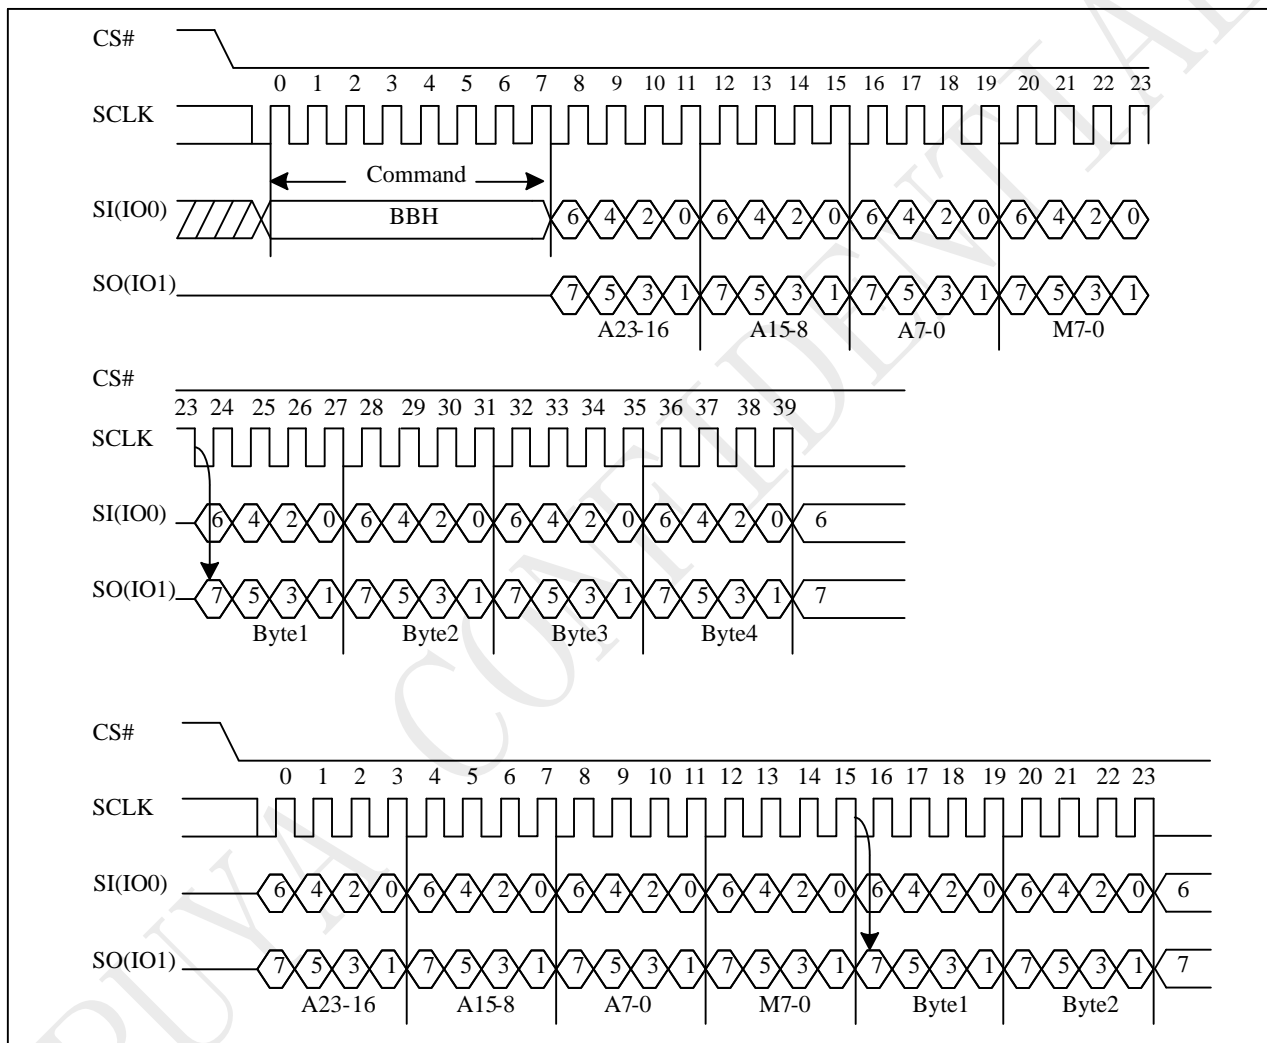 CS#
0 1 2 3 4 5 6 7 8 9 10 11 12 13 14 15 16 17 18 19 20 21 22 23
SCLK
Command
SI(IO0) BBH 6 4 2 0 6 4 2 0 6 4 2 0 6 4 2 0
SO(IO1) 7 5 3 1 7 5 3 1 7 5 3 1 7 5 3 1
A23-16 A15-8 A7-0 M7-0
CS#
23 24 25 26 27 28 29 30 31 32 33 34 35 36 37 38 39
SCLK
SI(IO0) 6 4 2 0 6 4 2 0 6 4 2 0 6 4 2 0 6
SO(IO1) 7 5 3 1 7 5 3 1 7 5 3 1 7 5 3 1 7
Byte1 Byte2 Byte3 Byte4
CS#
0 1 2 3 4 5 6 7 8 9 10 11 12 13 14 15 16 17 18 19 20 21 22 23
SCLK
SI(IO0) 6 4 2 0 6 4 2 0 6 4 2 0 6 4 2 0 6 4 2 0 6 4 2 0 6
SO(IO1) 7 5 3 1 7 5 3 1 7 5 3 1 7 5 3 1 7 5 3 1 7 5 3 1 7
A23-16 A15-8 A7-0 M7-0 Byte1 Byte2
PUYA CONFIDENTIAL